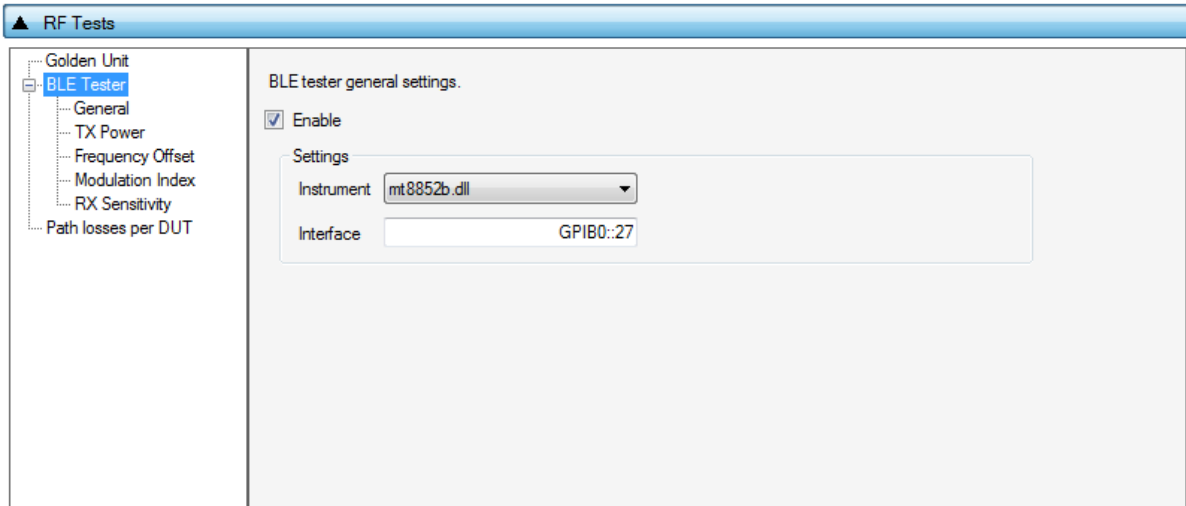 RF Tests
Golden Unit
BLE Tester
General
TX Power
Frequency Offset
Modulation Index
RX Sensitivity
Path losses per DUT
BLE tester general settings.
Enable
Settings
Instrument mt8852b.dll
Interface GPIB0::27